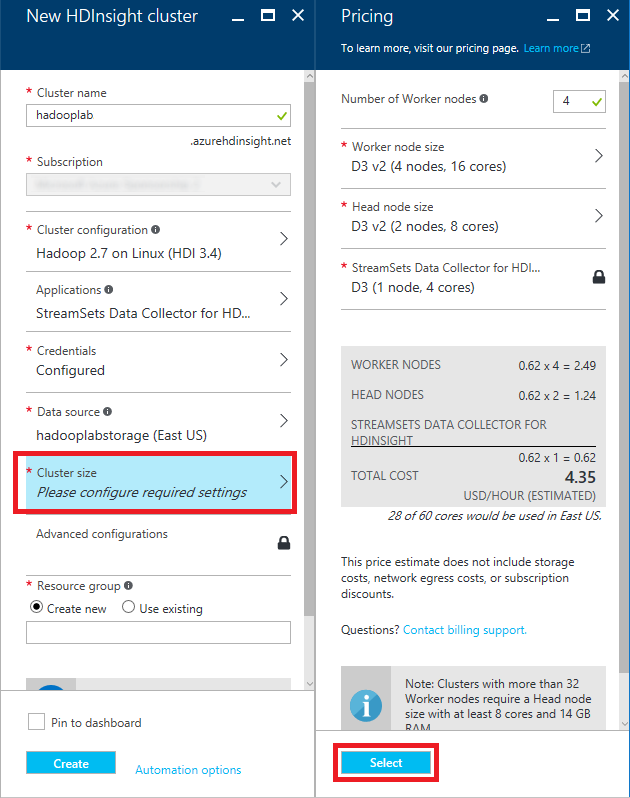 New HDInsight cluster
* Cluster name
hadooplab
.azurehdinsight.net
* Subscription
* Cluster configuration
Hadoop 2.7 on Linux (HDI 3.4)
Applications
StreamSets Data Collector for HD...
* Credentials
Configured
* Data source
hadooplabstorage (East US)
* Cluster size
Please configure required settings
Advanced configurations
* Resource group
Create new Use existing
Pin to dashboard
Create Automation options
Pricing
To learn more, visit our pricing page. Learn more
Number of Worker nodes 4
* Worker node size
D3 v2 (4 nodes, 16 cores)
* Head node size
D3 v2 (2 nodes, 8 cores)
* StreamSets Data Collector for HDI...
D3 (1 node, 4 cores)
WORKER NODES 0.62 x 4 = 2.49
HEAD NODES 0.62 x 2 = 1.24
STREAMSETS DATA COLLECTOR FOR
HDINSIGHT
0.62 x 1 = 0.62
TOTAL COST 4.35
USD/HOUR (ESTIMATED)
28 of 60 cores would be used in East US.
This price estimate does not include storage
costs, network egress costs, or subscription
discounts.
Questions? Contact billing support.
Note: Clusters with more than 32
Worker nodes require a Head node
size with at least 8 cores and 14 GB
RAM
Select